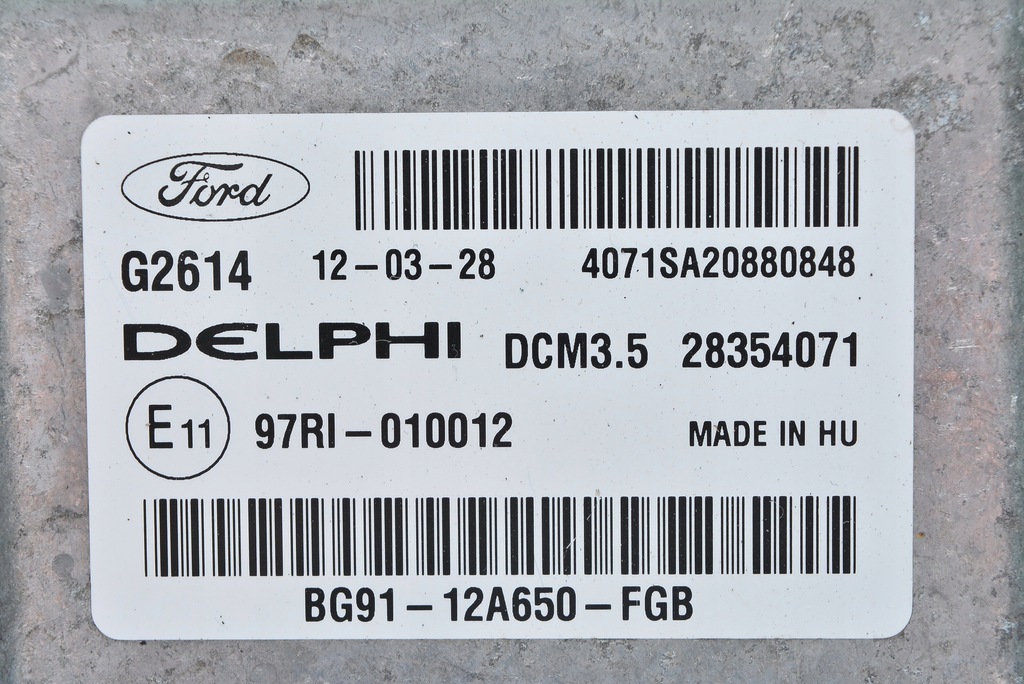 Ford
G2614 12-03-28 4071SA20880848
DELPHI DCM3.5 28354071
E11 97RI-010012 MADE IN HU
BG91-12A650-FGB